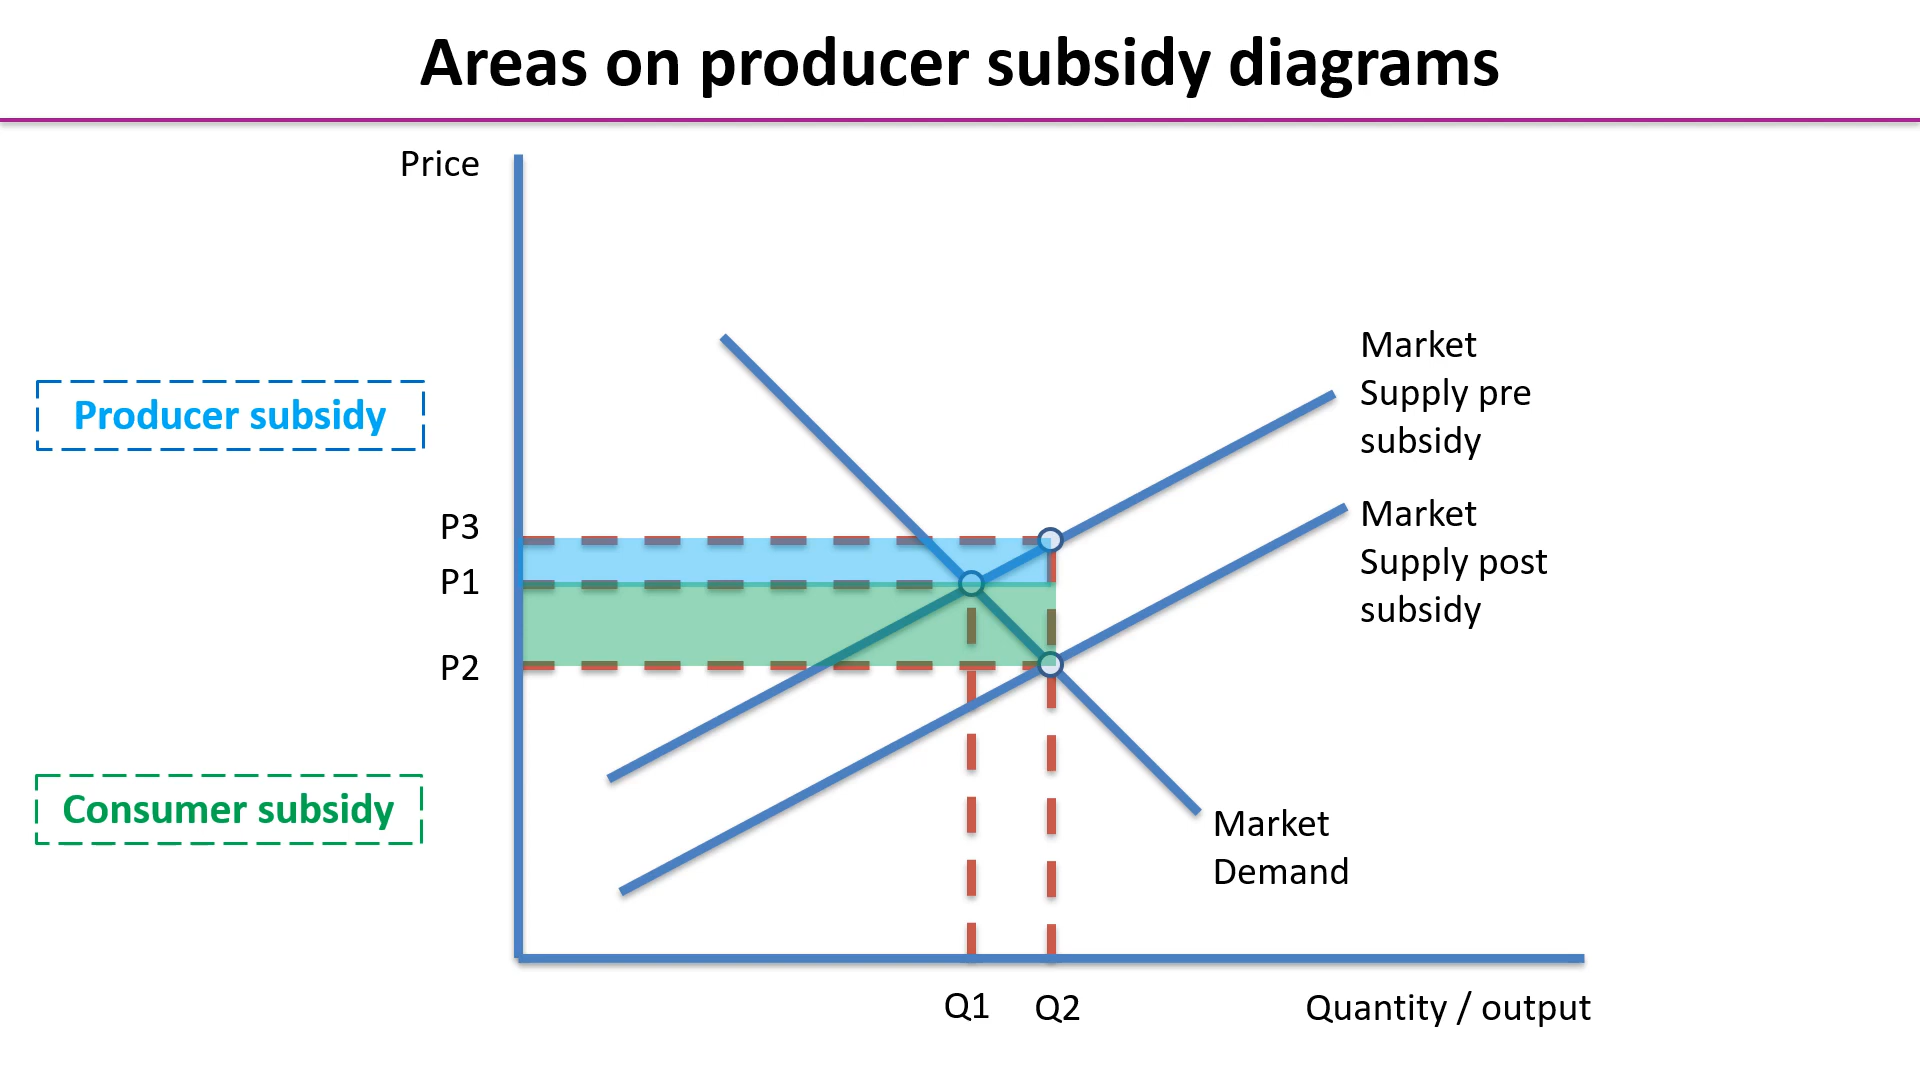 Areas on producer subsidy diagrams
Price
Market
Supply pre
subsidy
Producer subsidy
P3
Market
Supply post
subsidy
P1
P2
Consumer subsidy
Market
Demand
Q1
Q2
Quantity / output